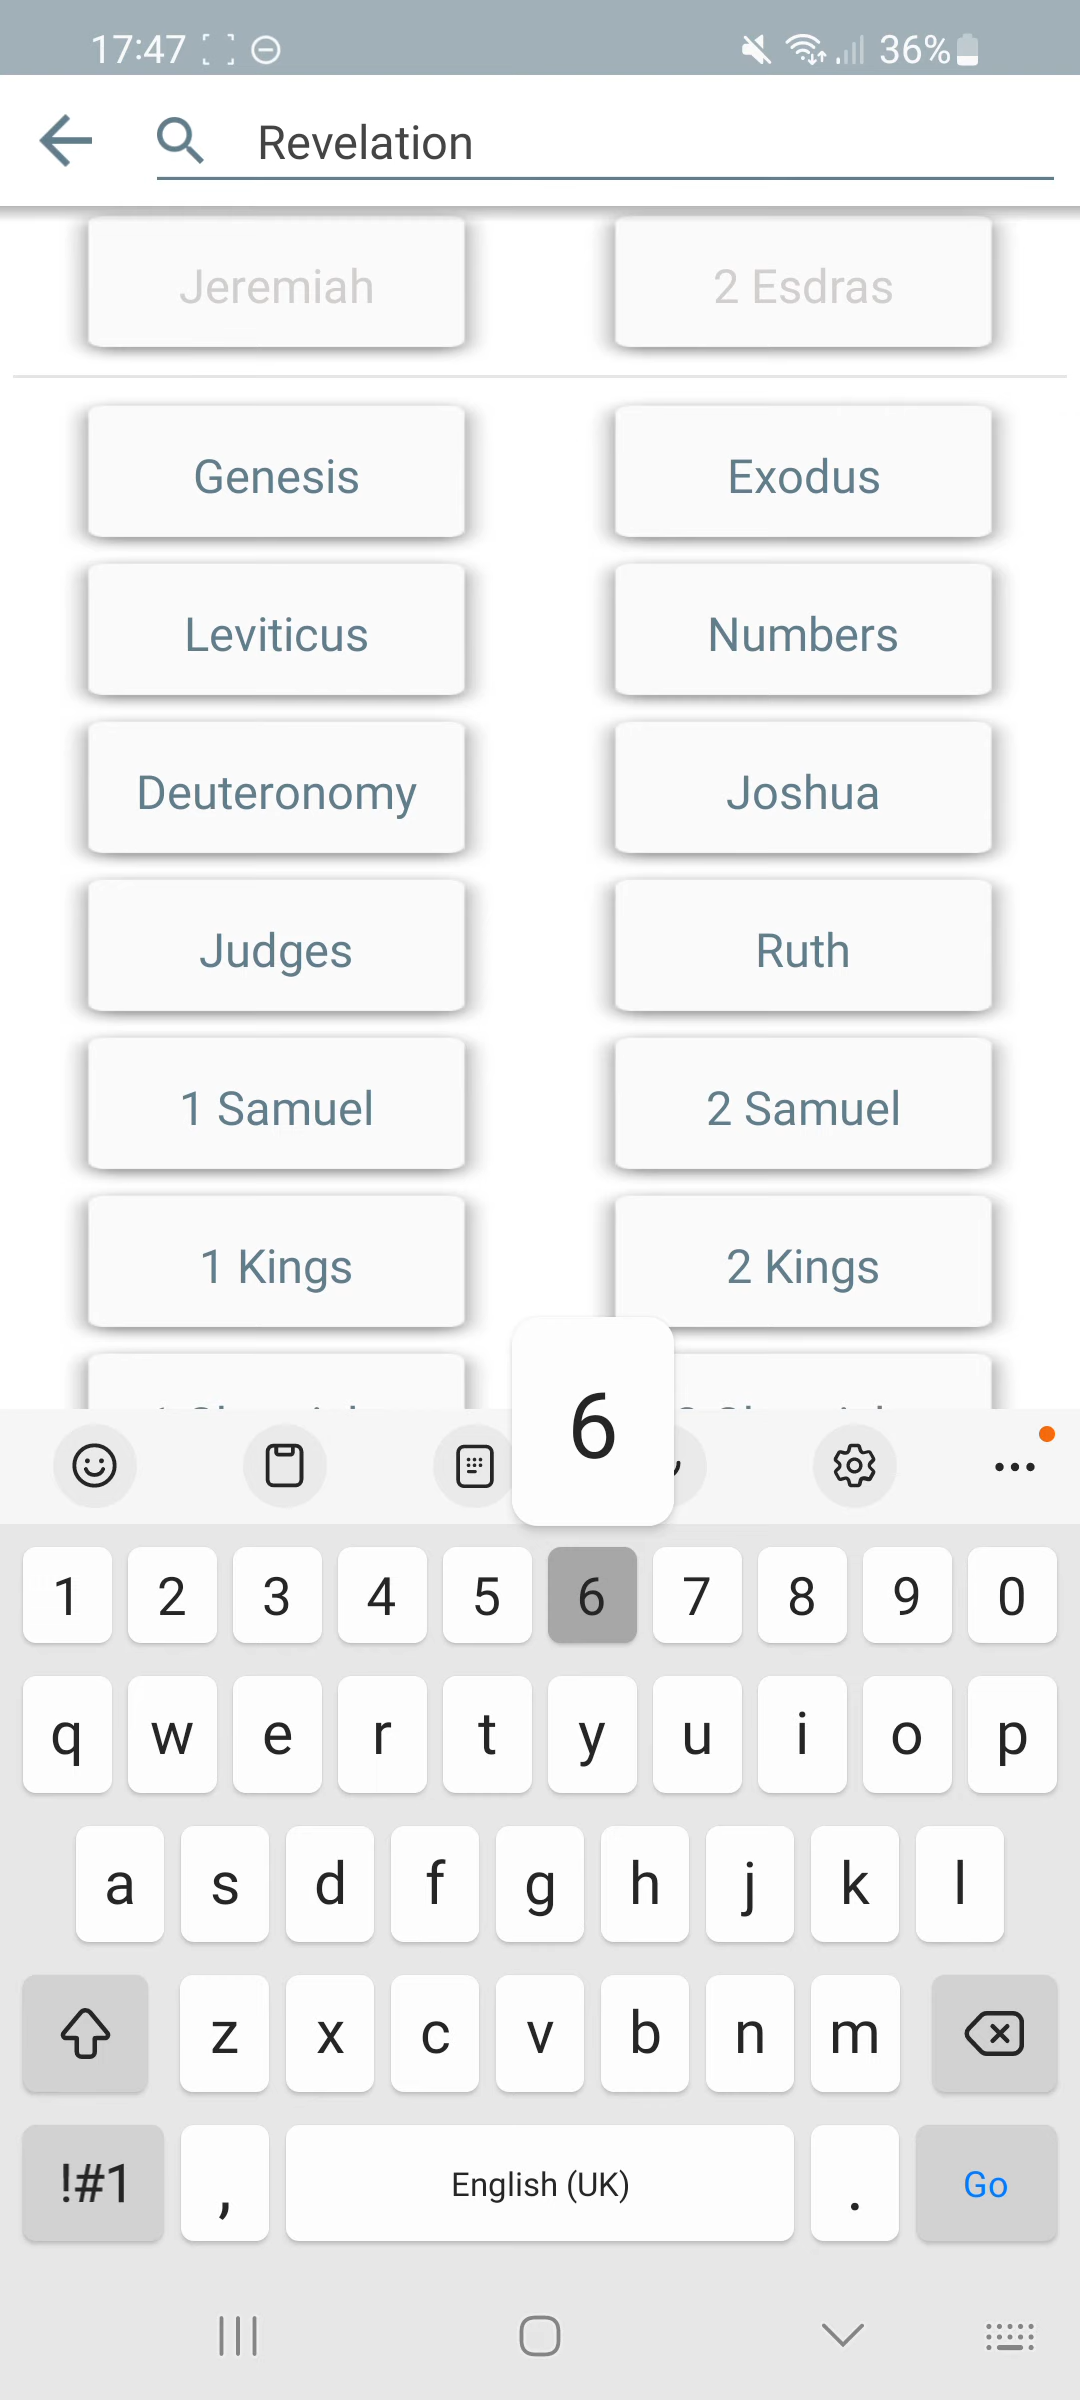 17:47 36%
Revelation
Jeremiah 2 Esdras
Genesis Exodus
Leviticus Numbers
Deuteronomy Joshua
Judges Ruth
1 Samuel 2 Samuel
1 Kings 2 Kings
6
1 2 3 4 5 6 7 8 9 0
q w e r t y u i o p
a s d f g h j k l
z x c v b n m
!#1 , English (UK) . Go